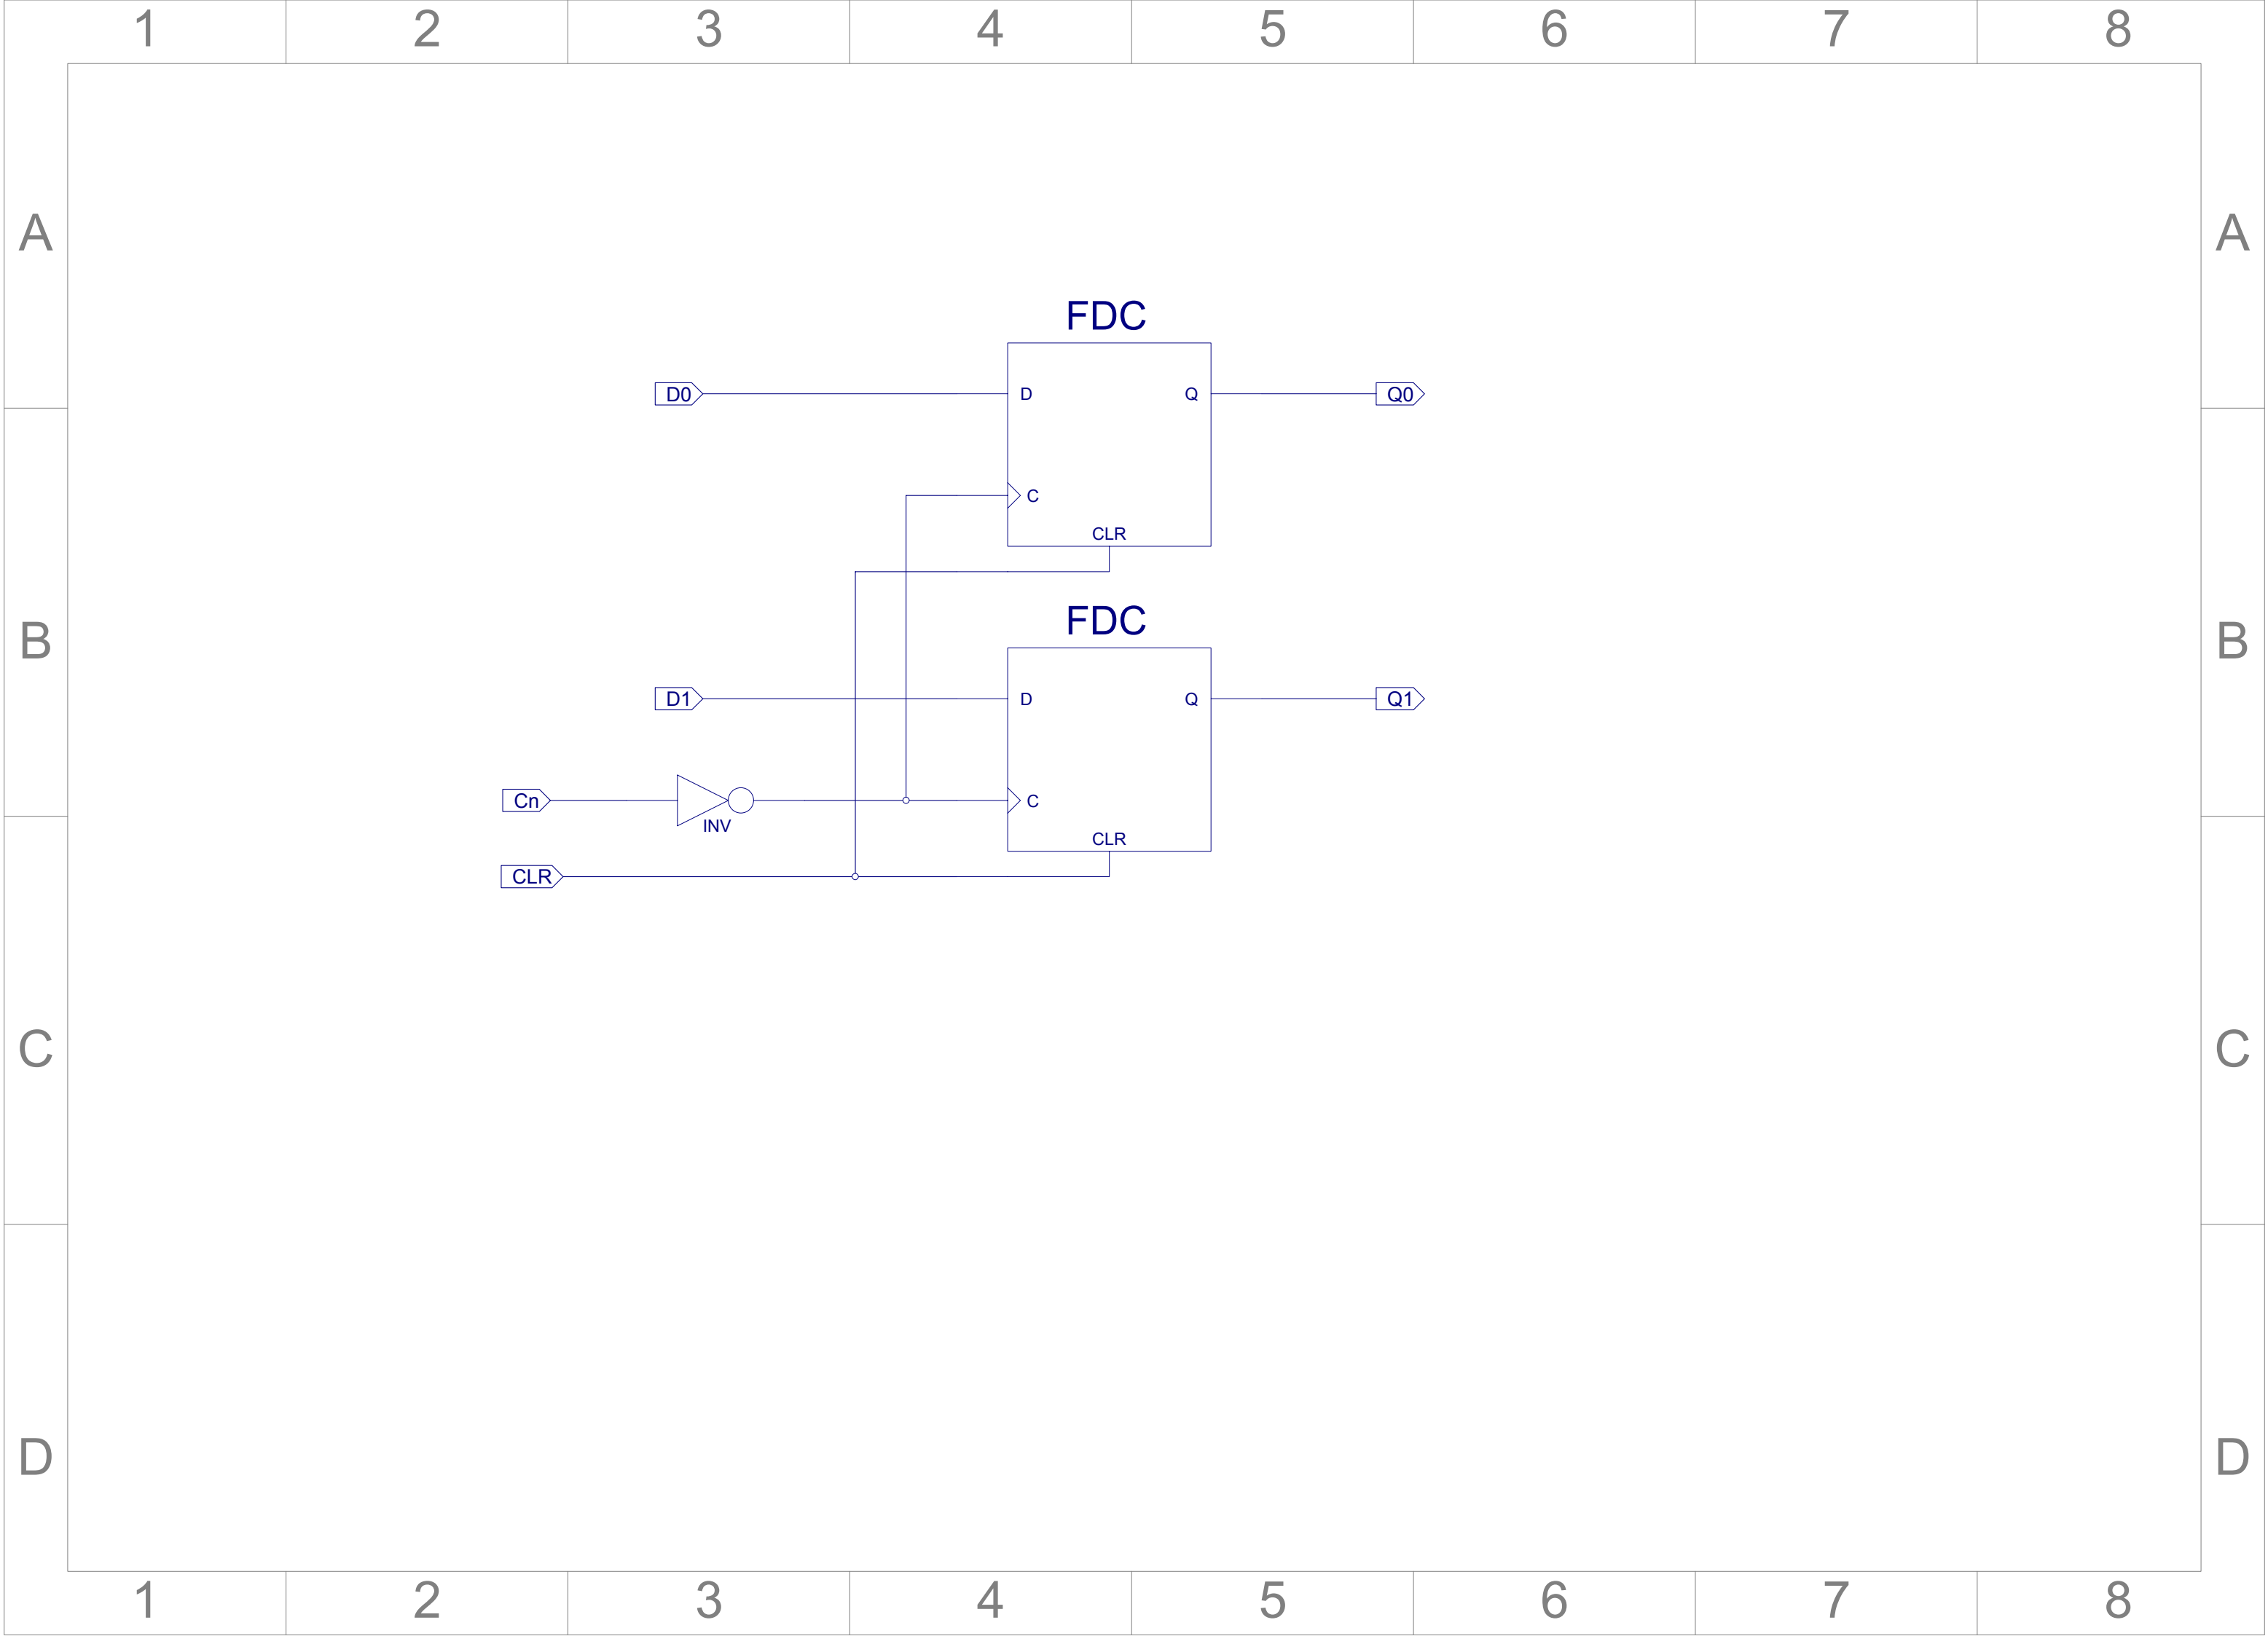 1 2 3 4 5 6 7 8
A A
FDC
D0 D Q Q0
C
CLR
FDC
B B
D1 D Q Q1
Cn C
INV
CLR
CLR
C C
D D
1 2 3 4 5 6 7 8